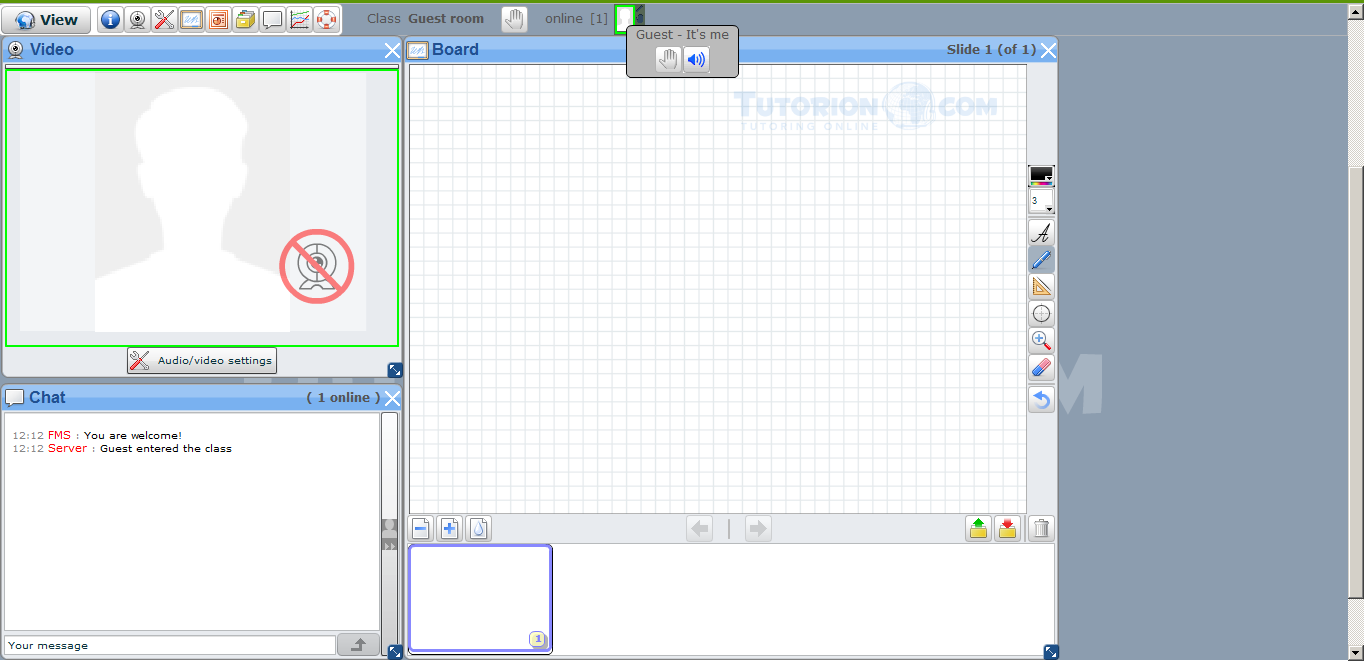 View
Class Guest room
online [1]
Guest - It's me
Video
Board
Slide 1 (of 1)
TUTORION.COM
TUTORING ONLINE
3
A
Audio/video settings
M
Chat
( 1 online )
12:12 FMS : You are welcome!
12:12 Server : Guest entered the class
1
Your message